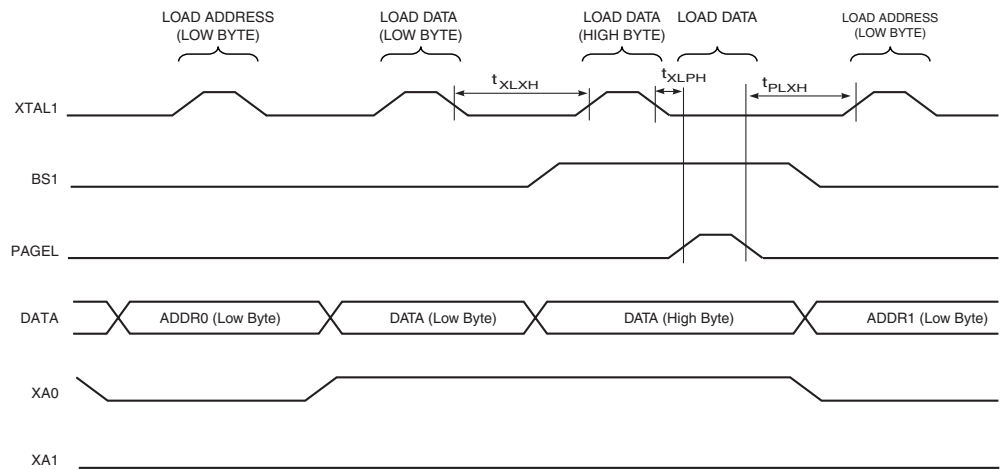 LOAD ADDRESS
(LOW BYTE)
LOAD DATA
(LOW BYTE)
LOAD DATA
(HIGH BYTE)
LOAD DATA
LOAD ADDRESS
(LOW BYTE)
tXLXH
tXLPH
tPLXH
XTAL1
BS1
PAGEL
DATA
ADDR0 (Low Byte)
DATA (Low Byte)
DATA (High Byte)
ADDR1 (Low Byte)
XA0
XA1